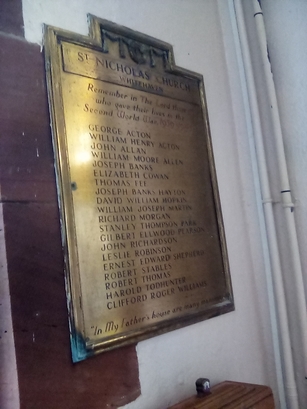 ST NICHOLAS CHURCH
WHITEHAVEN
Remember in The Lord those
who gave their lives in the
Second World War
GEORGE ACTON
WILLIAM HENRY ACTON
JOHN ALLAN
WILLIAM MOORE ALLEN
JOSEPH BANKS
ELIZABETH COWAN
THOMAS FEE
JOSEPH BANKS HAYTON
DAVID WILLIAM HOPKIN
WILLIAM JOSEPH MARTIN
RICHARD MORGAN
STANLEY THOMPSON PARK
GILBERT ELLWOOD PEARSON
JOHN RICHARDSON
LESLIE ROBINSON
ERNEST EDWARD SHEPHERD
ROBERT STABLES
ROBERT THOMAS
HAROLD TODHUNTER
CLIFFORD ROGER WILLIAMS
"In My Father's house are many